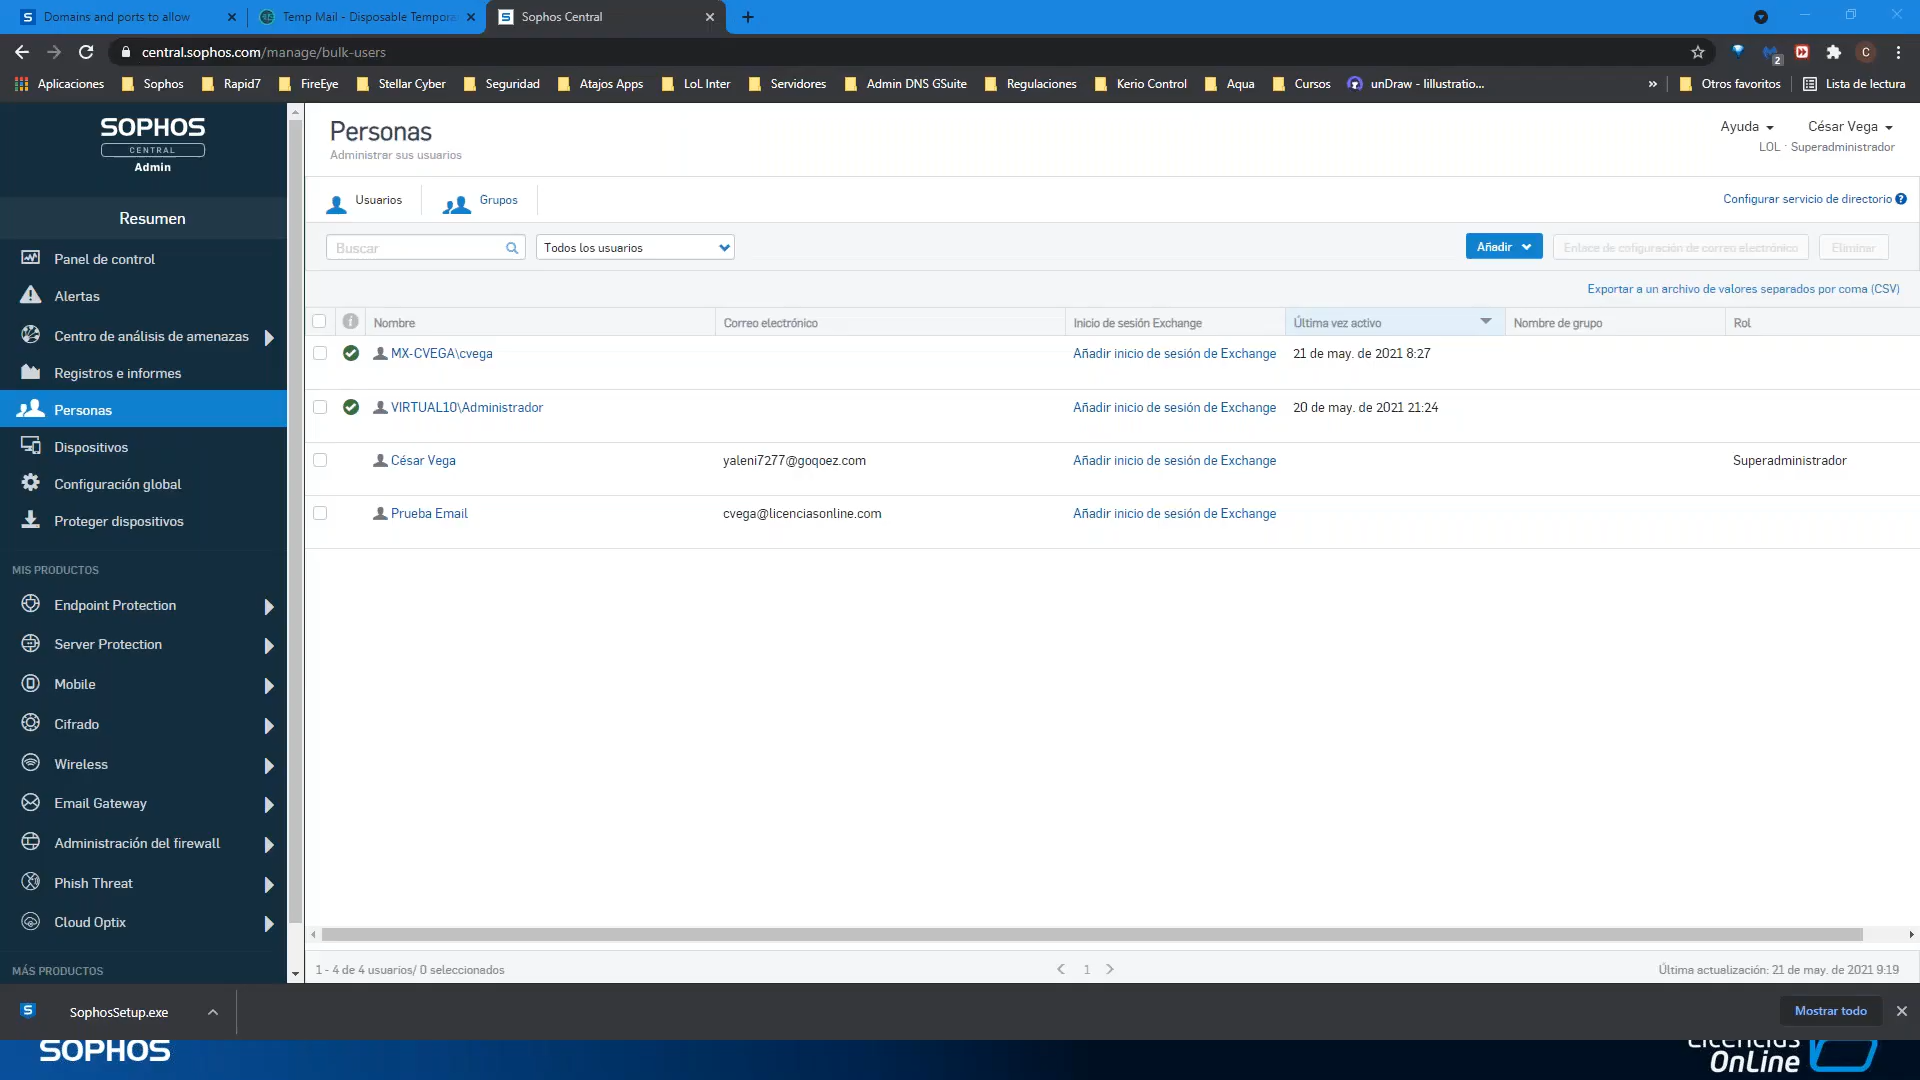 Domains and ports to allow
Temp Mail - Disposable Tempora
Sophos Central
central.sophos.com/manage/bulk-users
2
C
Aplicaciones
Sophos
Rapid7
FireEye
Stellar Cyber
Seguridad
Atajos Apps
LoL Inter
Servidores
Admin DNS GSuite
Regulaciones
Kerio Control
Aqua
Cursos
unDraw - Iillustratio...
»
Otros favoritos
Lista de lectura
SOPHOS
CENTRAL
Admin
Resumen
Panel de control
Alertas
Centro de análisis de amenazas
Registros e informes
Personas
Dispositivos
Configuración global
Proteger dispositivos
MIS PRODUCTOS
Endpoint Protection
Server Protection
Mobile
Cifrado
Wireless
Email Gateway
Administración del firewall
Phish Threat
Cloud Optix
MÁS PRODUCTOS
Personas
Administrar sus usuarios
Ayuda
César Vega
LOL · Superadministrador
Usuarios
Grupos
Configurar servicio de directorio
Buscar
Todos los usuarios
Añadir
Enlace de cofiguración de correo electrónico
Eliminar
Exportar a un archivo de valores separados por coma (CSV)
Nombre Correo electrónico Inicio de sesión Exchange Última vez activo Nombre de grupo Rol
MX-CVEGA\cvega Añadir inicio de sesión de Exchange 21 de may. de 2021 8:27
VIRTUAL10\Administrador Añadir inicio de sesión de Exchange 20 de may. de 2021 21:24
César Vega yaleni7277@goqoez.com Añadir inicio de sesión de Exchange Superadministrador
Prueba Email cvega@licenciasonline.com Añadir inicio de sesión de Exchange
1 - 4 de 4 usuarios/ 0 seleccionados
1
Última actualización: 21 de may. de 2021 9:19
SophosSetup.exe
Mostrar todo
SOPHOS
Licencias
OnLine